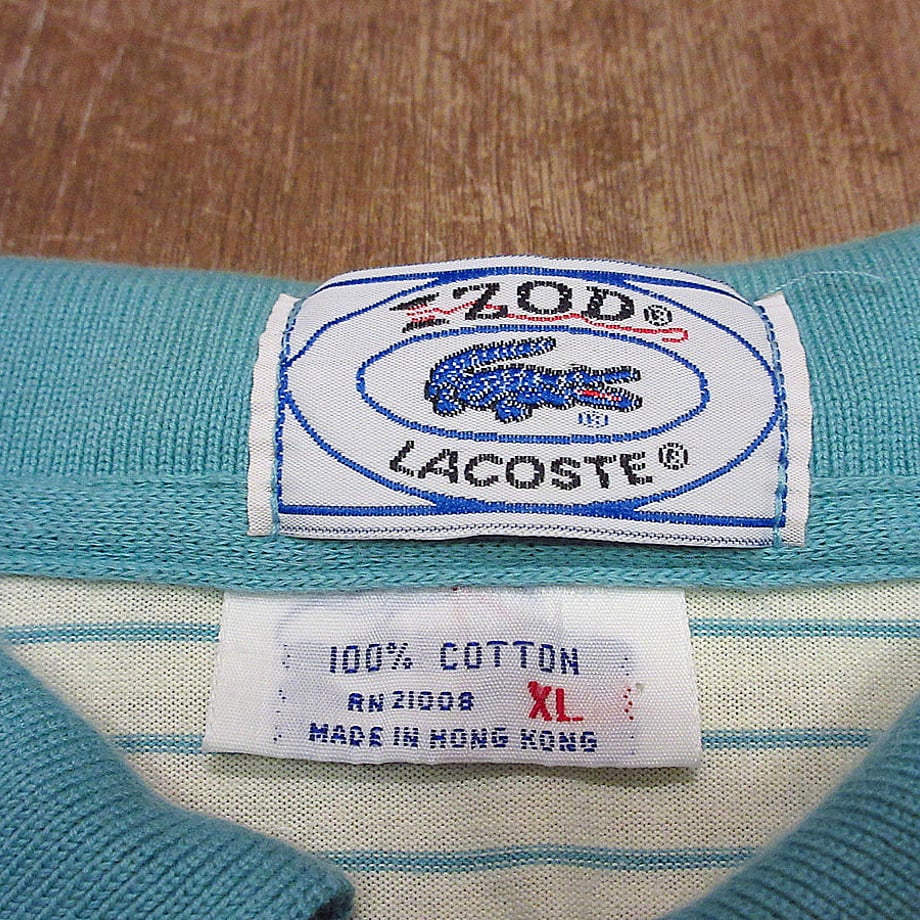 IZOD®
®
LACOSTE®
100% COTTON
RN 21008 XL
MADE IN HONG KONG